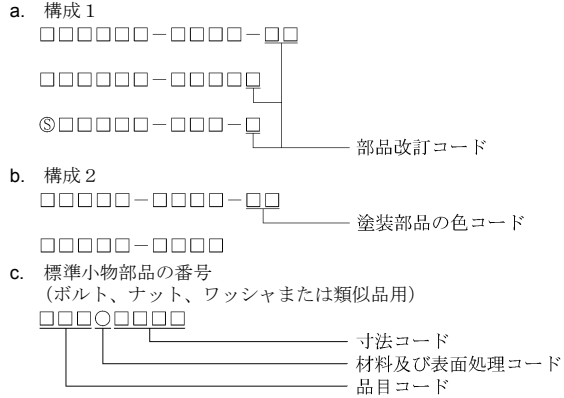 a. 構成1
□□□□□□-□□□□-□□
□□□□□□-□□□□□
Ⓢ□□□□□-□□□-□
部品改訂コード
b. 構成2
□□□□□-□□□□-□□
塗装部品の色コード
□□□□□-□□□□
c. 標準小物部品の番号
(ボルト、ナット、ワッシャまたは類似品用)
□□□○□□□□
寸法コード
材料及び表面処理コード
品目コード